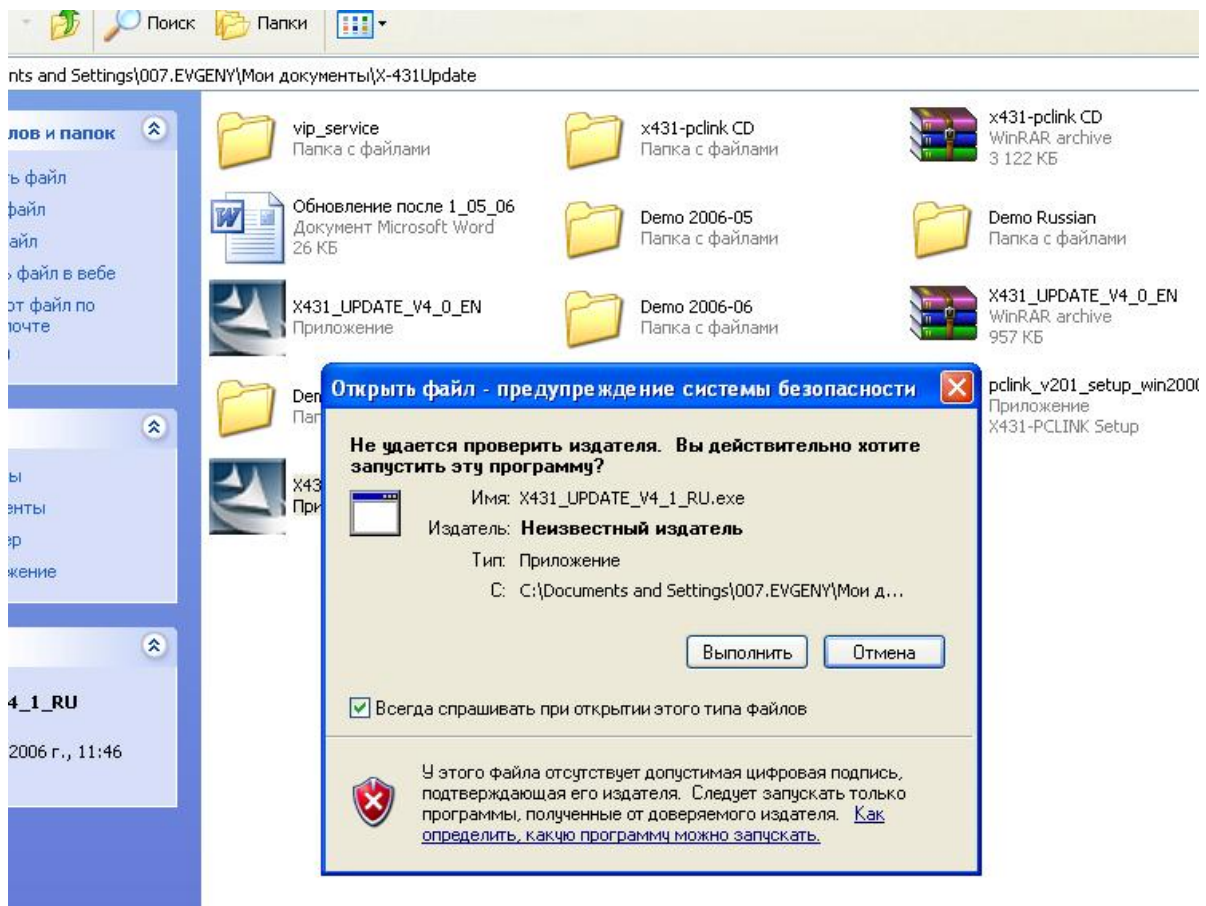 Поиск Папки
nts and Settings\007.EVGENY\Мои документы\X-431Update
лов и папок
ь файл
файл
айл
ь файл в вебе
от файл по
почте
ы
енты
ер
жение
4_1_RU
2006 г., 11:46
vip_service
Папка с файлами
x431-pclink CD
Папка с файлами
x431-pclink CD
WinRAR archive
3 122 КБ
Обновление после 1_05_06
Документ Microsoft Word
26 КБ
Demo 2006-05
Папка с файлами
Demo Russian
Папка с файлами
X431_UPDATE_V4_0_EN
Приложение
Demo 2006-06
Папка с файлами
X431_UPDATE_V4_0_EN
WinRAR archive
957 КБ
Den
Пап
pclink_v201_setup_win2000
Приложение
X431-PCLINK Setup
X43
При
Открыть файл - предупреждение системы безопасности
Не удается проверить издателя. Вы действительно хотите
запустить эту программу?
Имя: X431_UPDATE_V4_1_RU.exe
Издатель: Неизвестный издатель
Тип: Приложение
С: C:\Documents and Settings\007.EVGENY\Мои д...
Выполнить Отмена
Всегда спрашивать при открытии этого типа файлов
У этого файла отсутствует допустимая цифровая подпись,
подтверждающая его издателя. Следует запускать только
программы, полученные от доверяемого издателя. Как
определить, какую программу можно запускать.